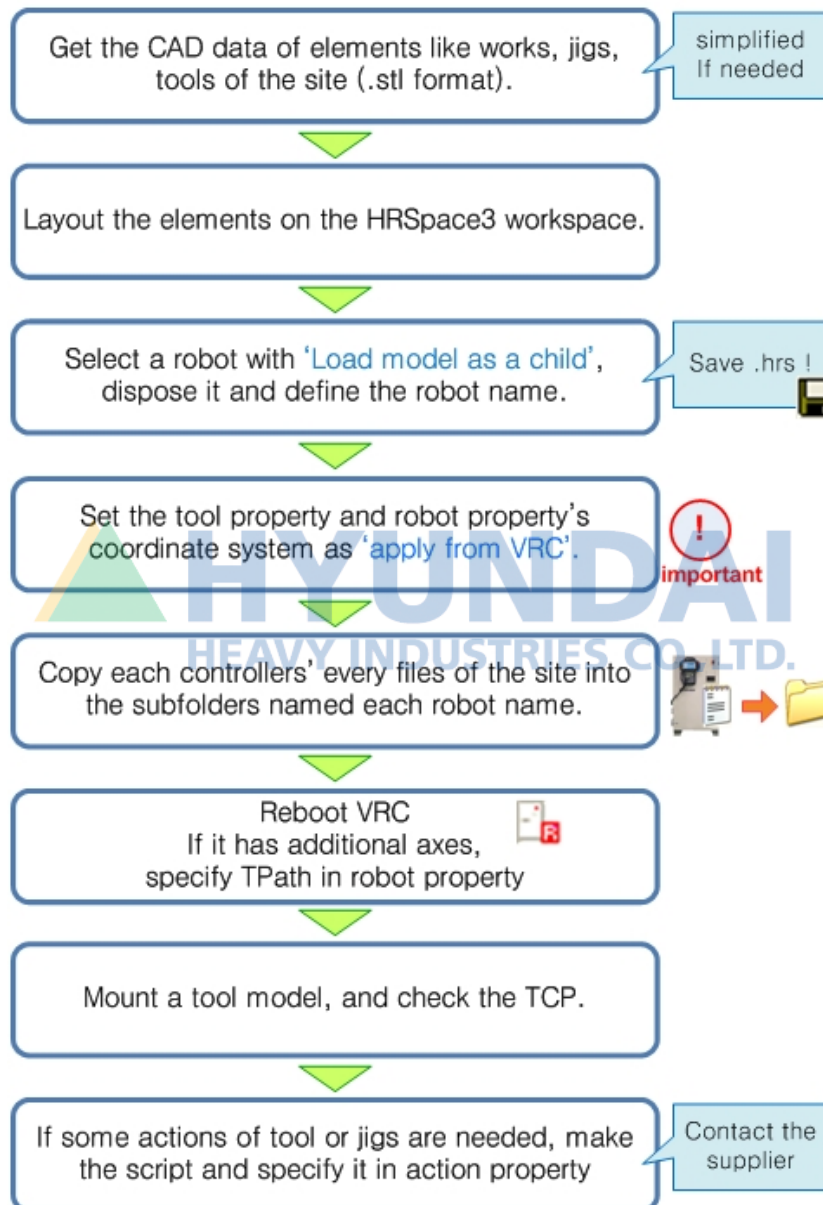 Get the CAD data of elements like works, jigs,
tools of the site (.stl format).
simplified
If needed
Layout the elements on the HRSpace3 workspace.
Select a robot with ‘Load model as a child’,
dispose it and define the robot name.
Save .hrs !
Set the tool property and robot property’s
coordinate system as ‘apply from VRC’.
!
important
HYUNDAI
HEAVY INDUSTRIES CO., LTD.
Copy each controllers’ every files of the site into
the subfolders named each robot name.
Reboot VRC
R
If it has additional axes,
specify TPath in robot property
Mount a tool model, and check the TCP.
If some actions of tool or jigs are needed, make
the script and specify it in action property
Contact the
supplier